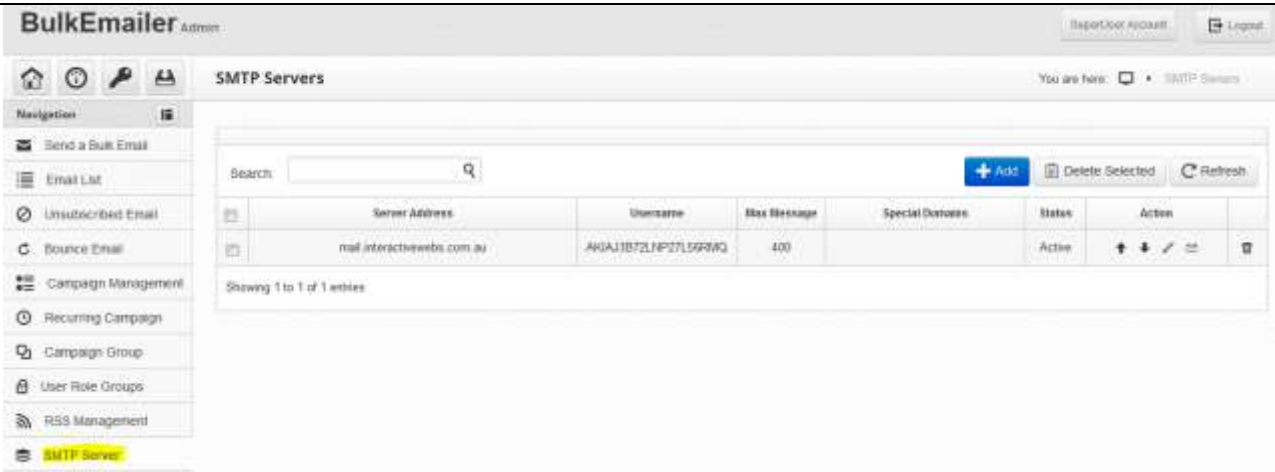 BulkEmailer Admin
SuperUser Account
Logout
SMTP Servers
You are here:
SMTP Servers
Navigation
Send a Bulk Email
Email List
Unsubscribed Email
Bounce Email
Campaign Management
Recurring Campaign
Campaign Group
User Role Groups
RSS Management
SMTP Server
Search:
Add
Delete Selected
Refresh
Server Address Username Max Message Special Domains Status Action
mail.interactivewebs.com.au 400 Active
Showing 1 to 1 of 1 entries